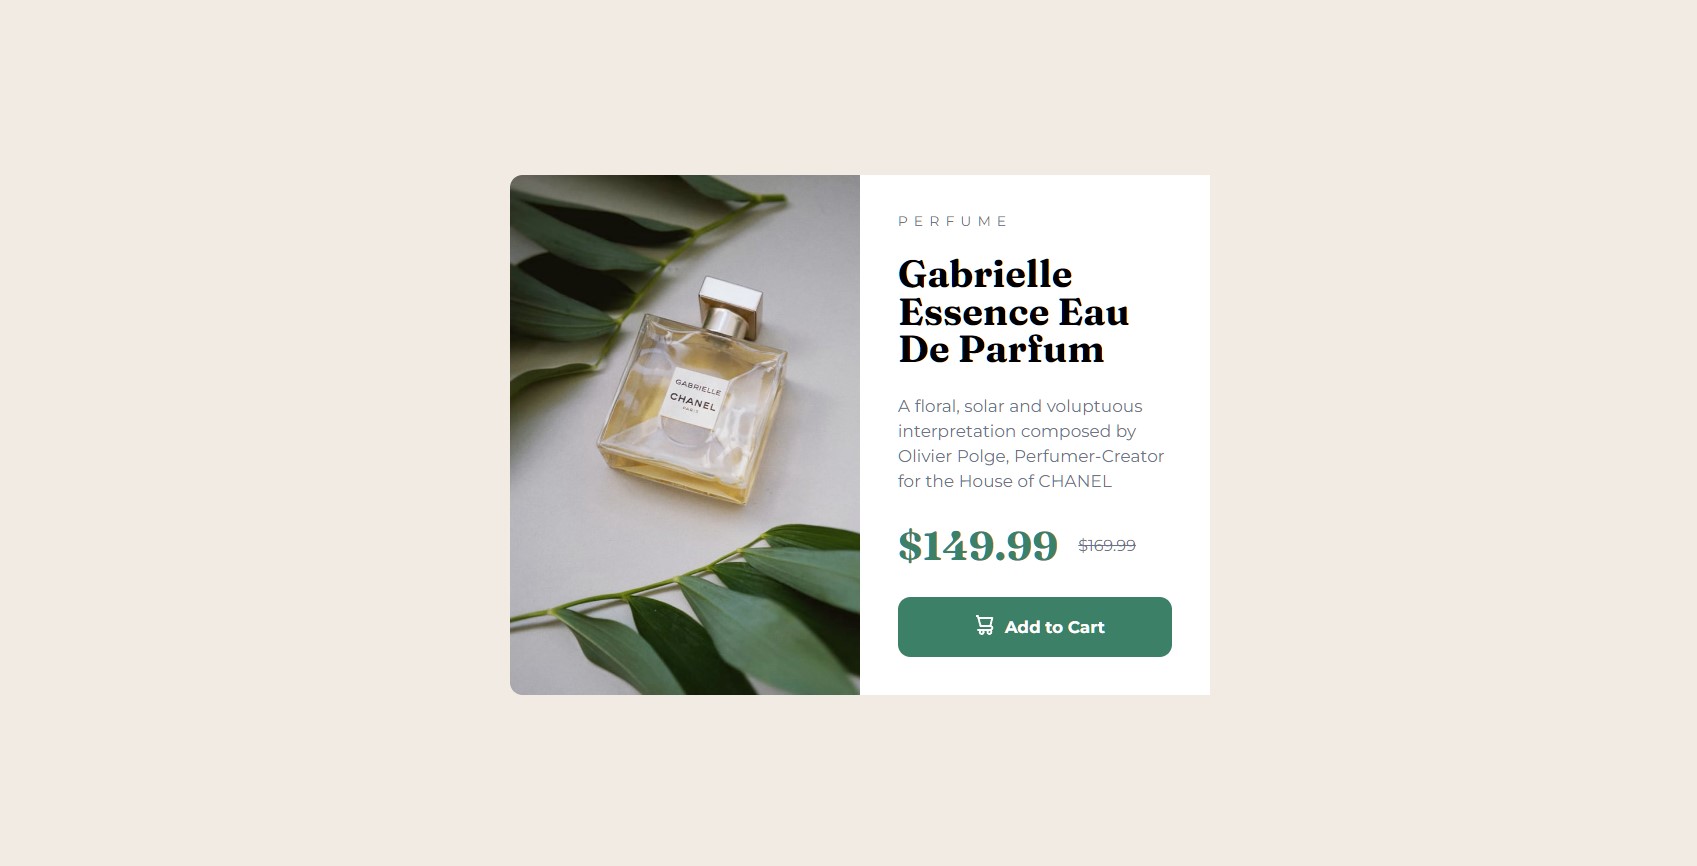 PERFUME
Gabrielle
Essence Eau
De Parfum
A floral, solar and voluptuous
interpretation composed by
Olivier Polge, Perfumer-Creator
for the House of CHANEL
$149.99 $169.99
Add to Cart
GABRIELLE
CHANEL
PARIS